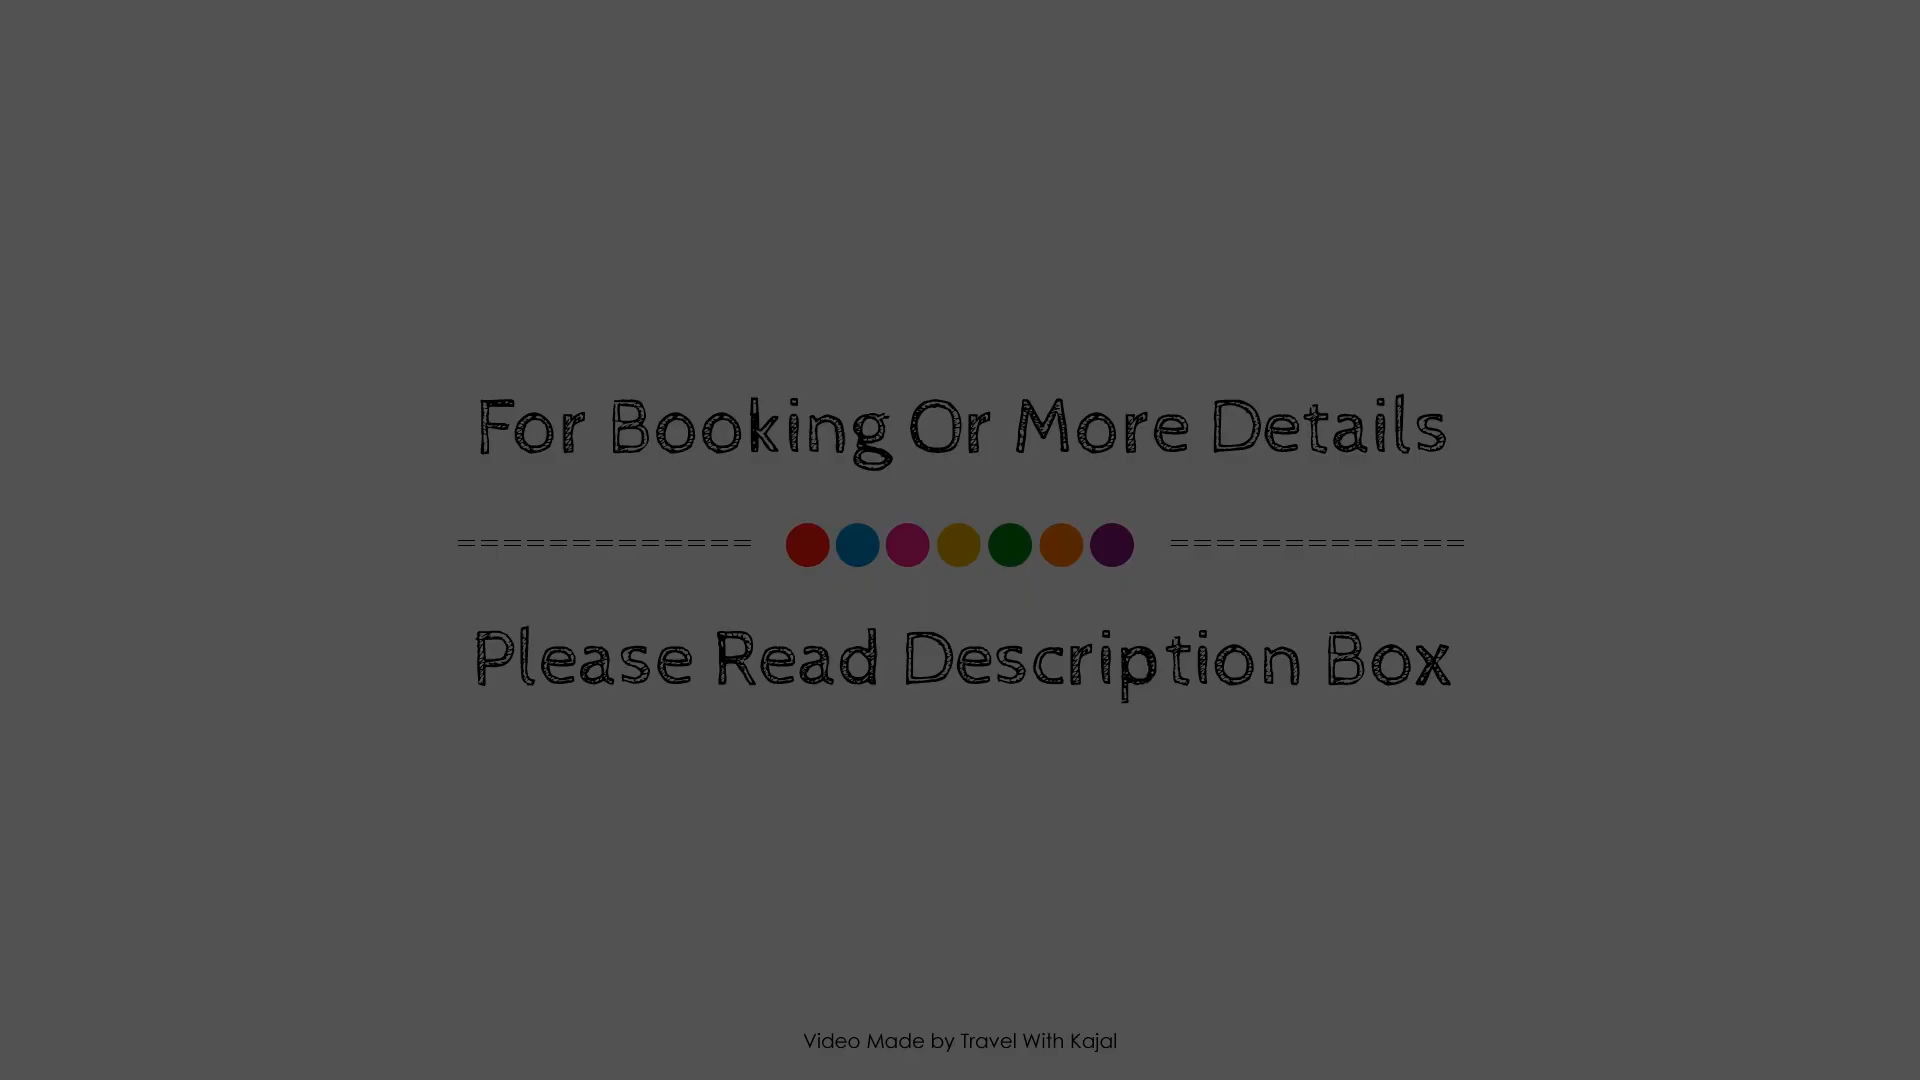 For Booking Or More Details
============= =============
Please Read Description Box
Video Made by Travel With Kajal